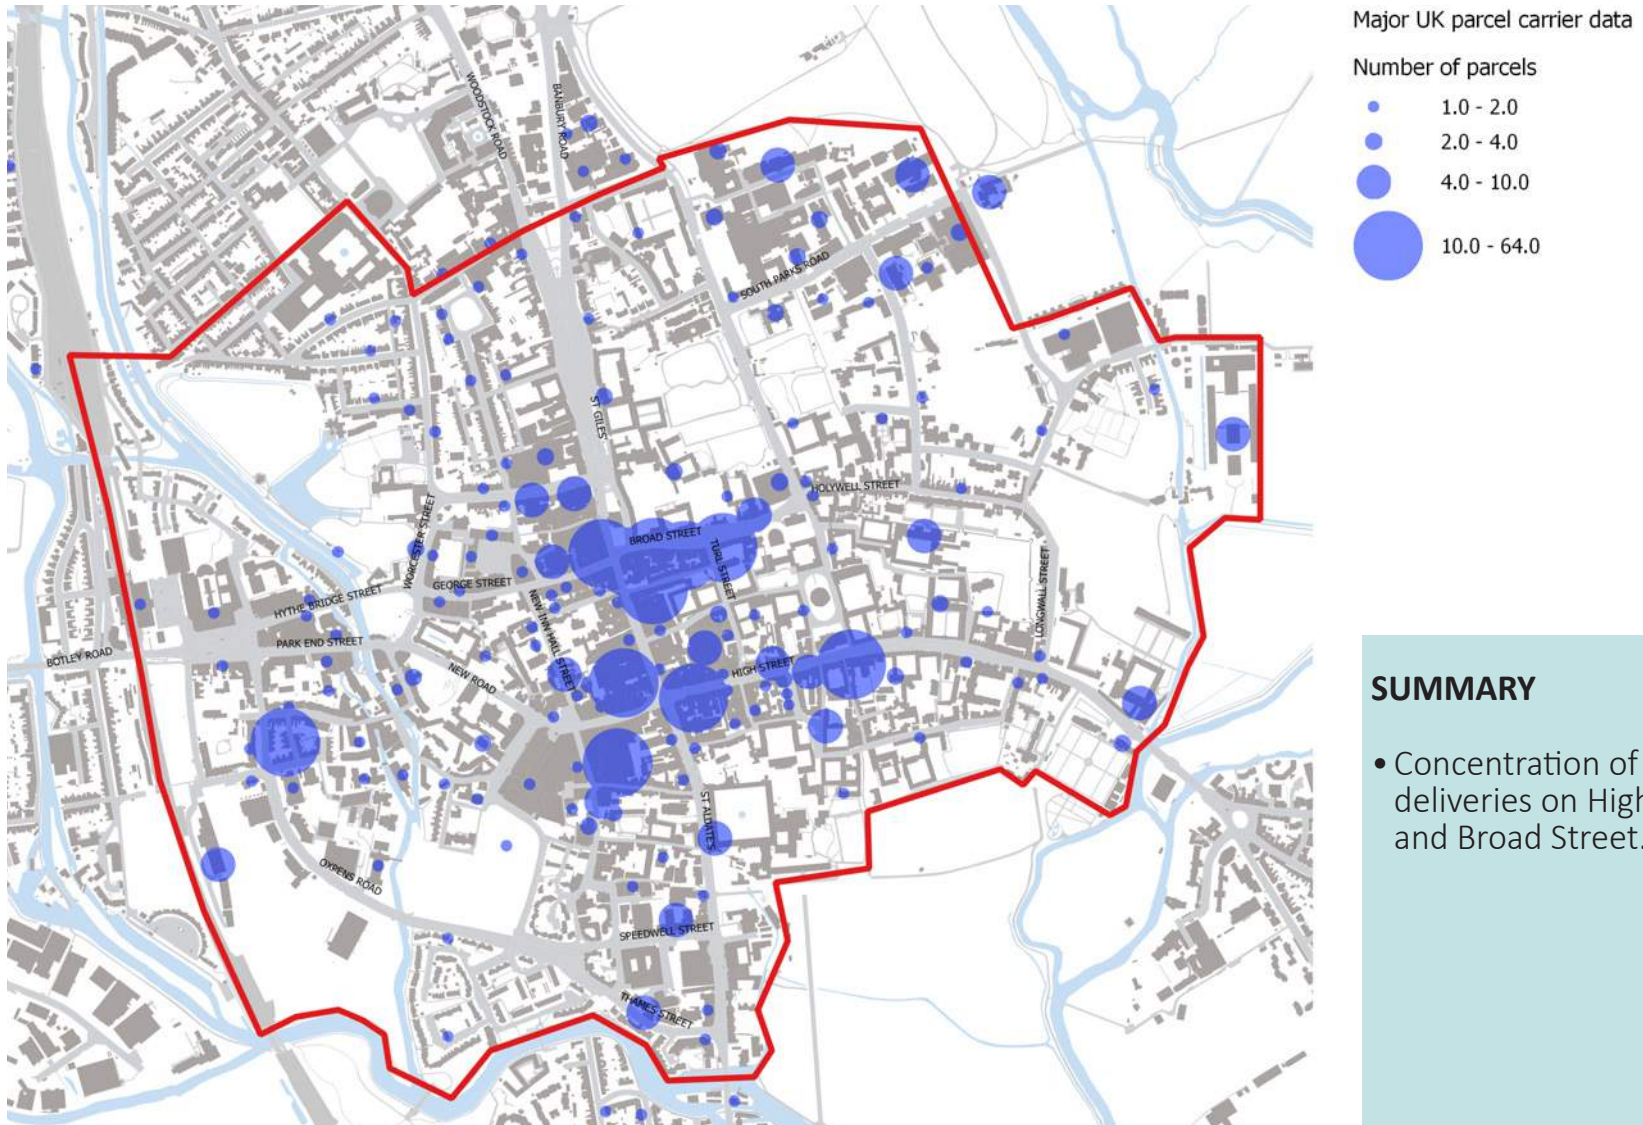 Major UK parcel carrier data
Number of parcels
1.0 - 2.0
2.0 - 4.0
4.0 - 10.0
10.0 - 64.0
WOODSTOCK ROAD
BANBURY ROAD
SOUTH PARKS ROAD
ST GILES'
HOLYWELL STREET
BROAD STREET
TURL STREET
WORCESTER STREET
GEORGE STREET
HYTHE BRIDGE STREET
NEW INN HALL STREET
LONGWALL STREET
PARK END STREET
BOTLEY ROAD
NEW ROAD
HIGH STREET
ST ALDATE'S
OXPENS ROAD
SPEEDWELL STREET
THAMES STREET
SUMMARY
• Concentration of
deliveries on High
and Broad Street.